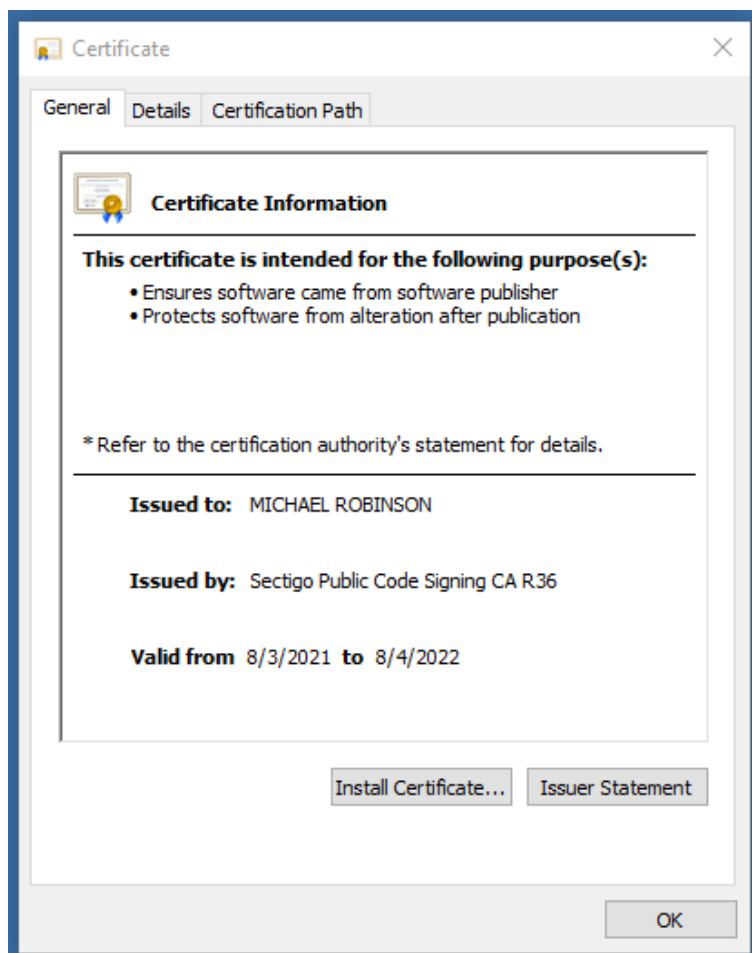 Certificate
General Details Certification Path
Certificate Information
This certificate is intended for the following purpose(s):
• Ensures software came from software publisher
• Protects software from alteration after publication
* Refer to the certification authority's statement for details.
Issued to: MICHAEL ROBINSON
Issued by: Sectigo Public Code Signing CA R36
Valid from 8/3/2021 to 8/4/2022
Install Certificate... Issuer Statement
OK